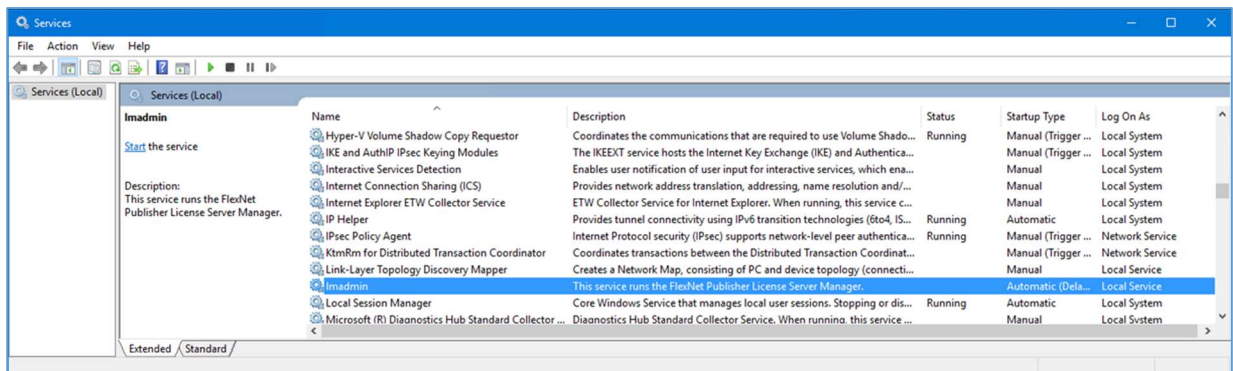 Services
File Action View Help
Services (Local)
Services (Local)
lmadmin
Start the service
Description:
This service runs the FlexNet
Publisher License Server Manager.
Name Description Status Startup Type Log On As
Hyper-V Volume Shadow Copy Requestor Coordinates the communications that are required to use Volume Shado... Running Manual (Trigger ... Local System
IKE and AuthIP IPsec Keying Modules The IKEEXT service hosts the Internet Key Exchange (IKE) and Authentica... Manual (Trigger ... Local System
Interactive Services Detection Enables user notification of user input for interactive services, which ena... Manual Local System
Internet Connection Sharing (ICS) Provides network address translation, addressing, name resolution and/... Manual (Trigger ... Local System
Internet Explorer ETW Collector Service ETW Collector Service for Internet Explorer. When running, this service c... Manual Local System
IP Helper Provides tunnel connectivity using IPv6 transition technologies (6to4, IS... Running Automatic Local System
IPsec Policy Agent Internet Protocol security (IPsec) supports network-level peer authentica... Running Manual (Trigger ... Network Service
KtmRm for Distributed Transaction Coordinator Coordinates transactions between the Distributed Transaction Coordinat... Manual (Trigger ... Network Service
Link-Layer Topology Discovery Mapper Creates a Network Map, consisting of PC and device topology (connecti... Manual Local Service
lmadmin This service runs the FlexNet Publisher License Server Manager. Automatic (Dela... Local Service
Local Session Manager Core Windows Service that manages local user sessions. Stopping or dis... Running Automatic Local System
Microsoft (R) Diagnostics Hub Standard Collector ... Diagnostics Hub Standard Collector Service. When running, this service ... Manual Local System
Extended Standard